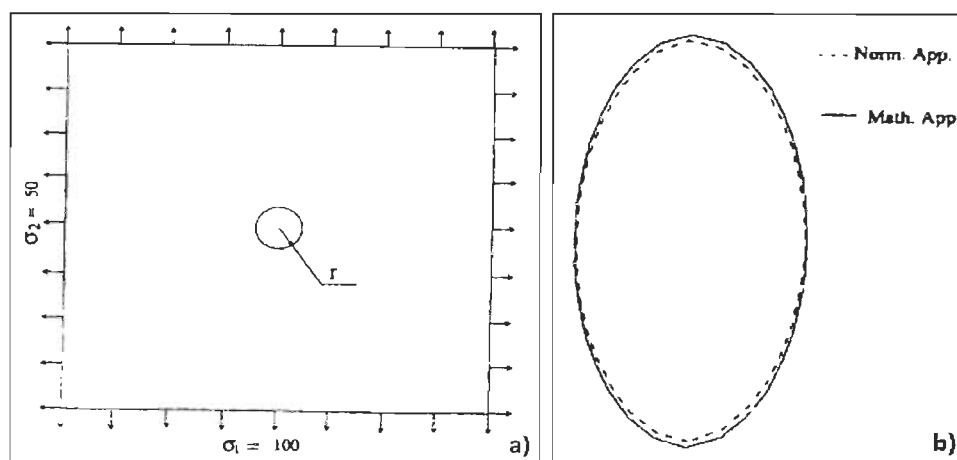 σ₂ = 50
r
σ₁ = 100
a)
Norm. App.
Math. App
b)